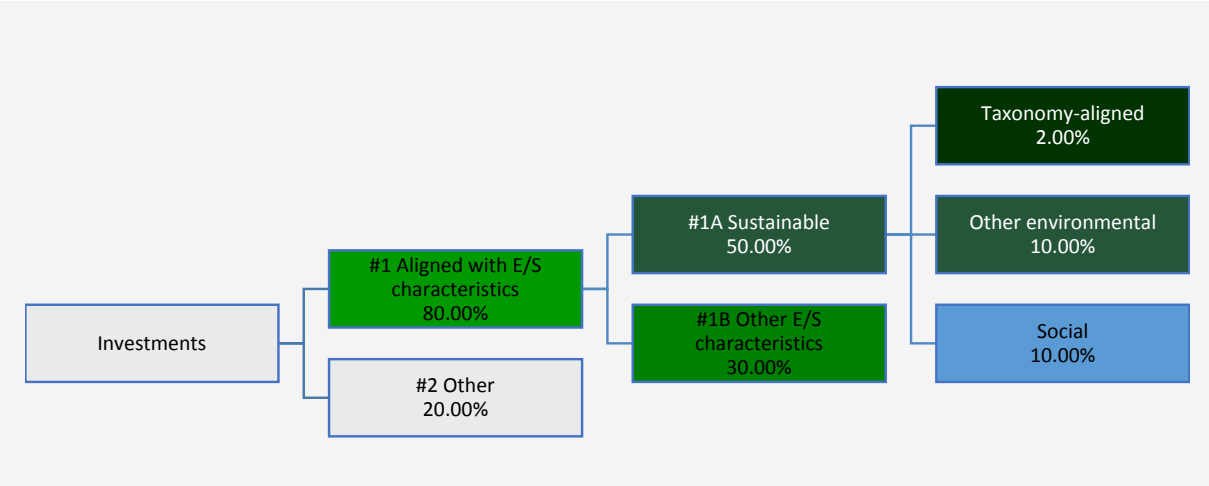 Investments
#1 Aligned with E/S
characteristics
80.00%
#2 Other
20.00%
#1A Sustainable
50.00%
#1B Other E/S
characteristics
30.00%
Taxonomy-aligned
2.00%
Other environmental
10.00%
Social
10.00%